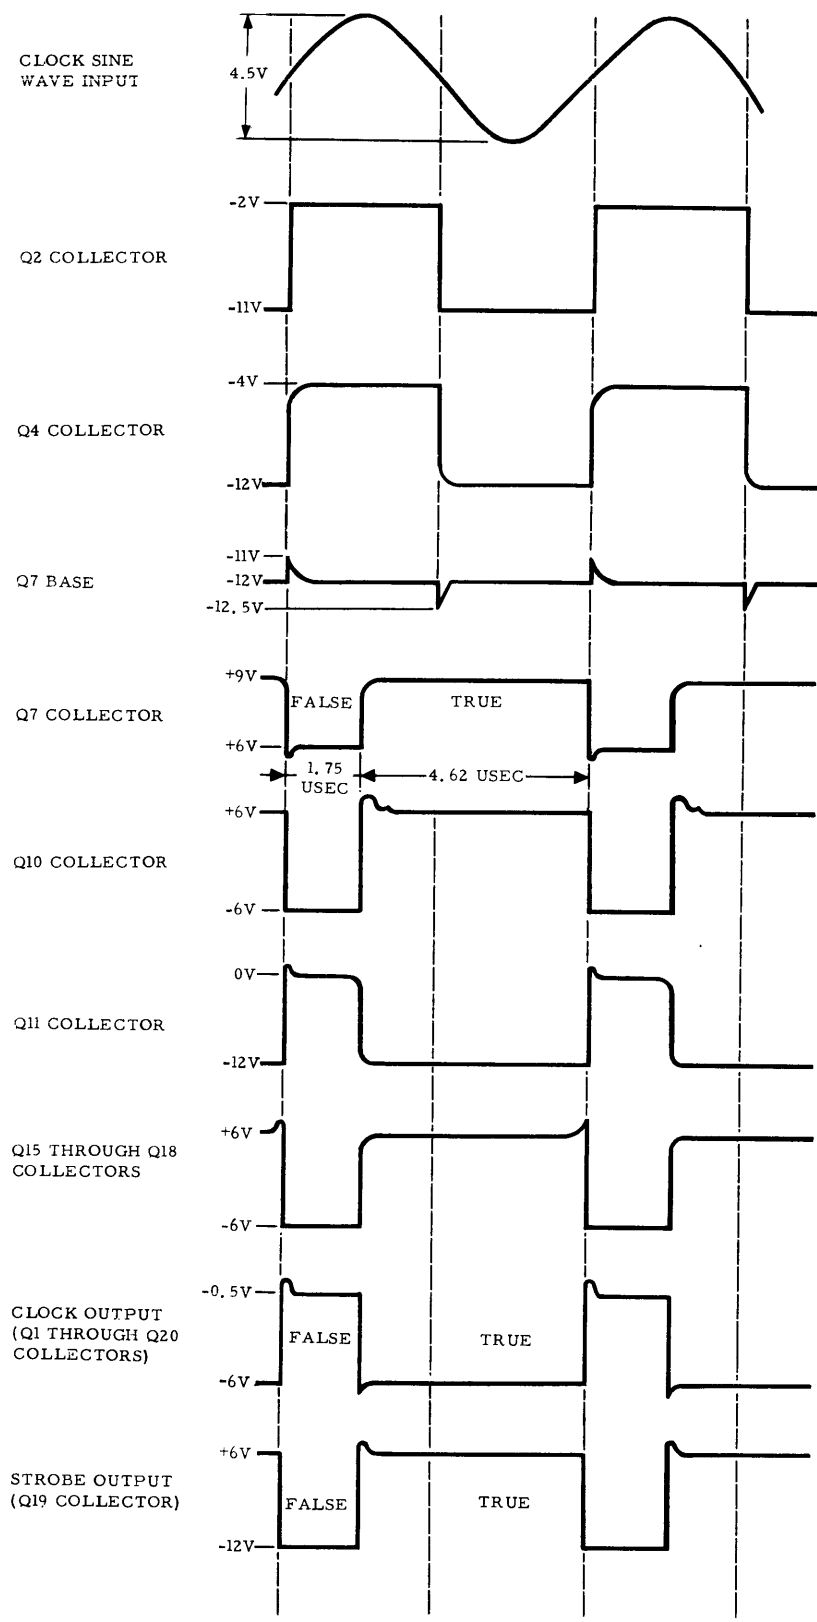 CLOCK SINE
WAVE INPUT
4.5V
-2V
Q2 COLLECTOR
-11V
-4V
Q4 COLLECTOR
-12V
-11V
Q7 BASE
-12V
-12.5V
+9V
FALSE
TRUE
Q7 COLLECTOR
+6V
1.75
USEC
4.62 USEC
+6V
Q10 COLLECTOR
-6V
0V
Q11 COLLECTOR
-12V
+6V
Q15 THROUGH Q18
COLLECTORS
-6V
-0.5V
CLOCK OUTPUT
(Q1 THROUGH Q20
COLLECTORS)
FALSE
TRUE
-6V
+6V
STROBE OUTPUT
(Q19 COLLECTOR)
FALSE
TRUE
-12V